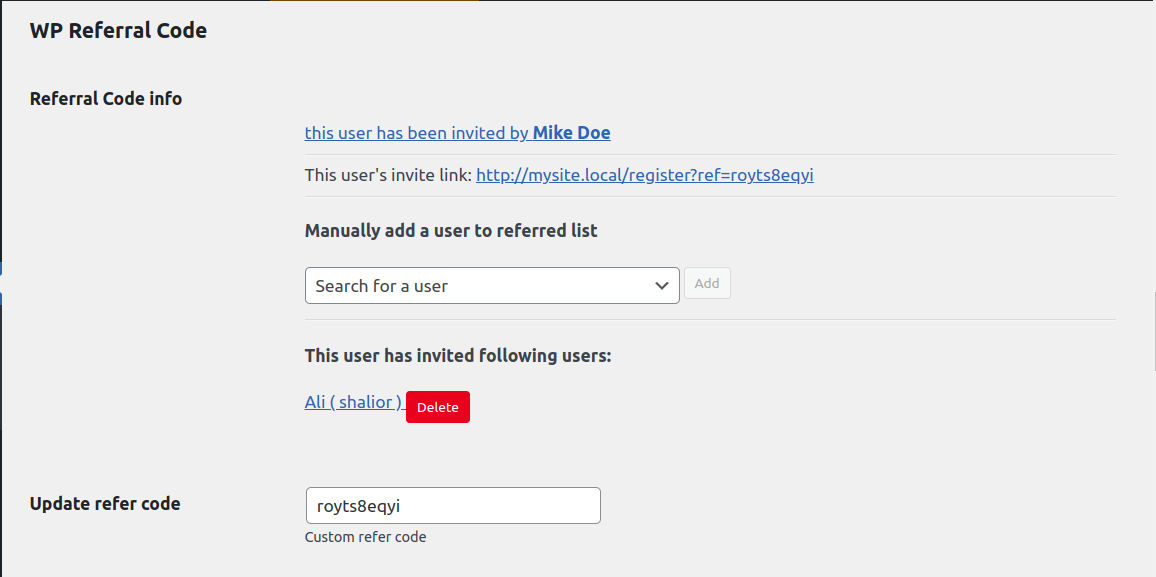 WP Referral Code
Referral Code info
this user has been invited by Mike Doe
This user's invite link: http://mysite.local/register?ref=royts8eqyi
Manually add a user to referred list
Search for a user
Add
This user has invited following users:
Ali ( shalior )
Delete
Update refer code
royts8eqyi
Custom refer code